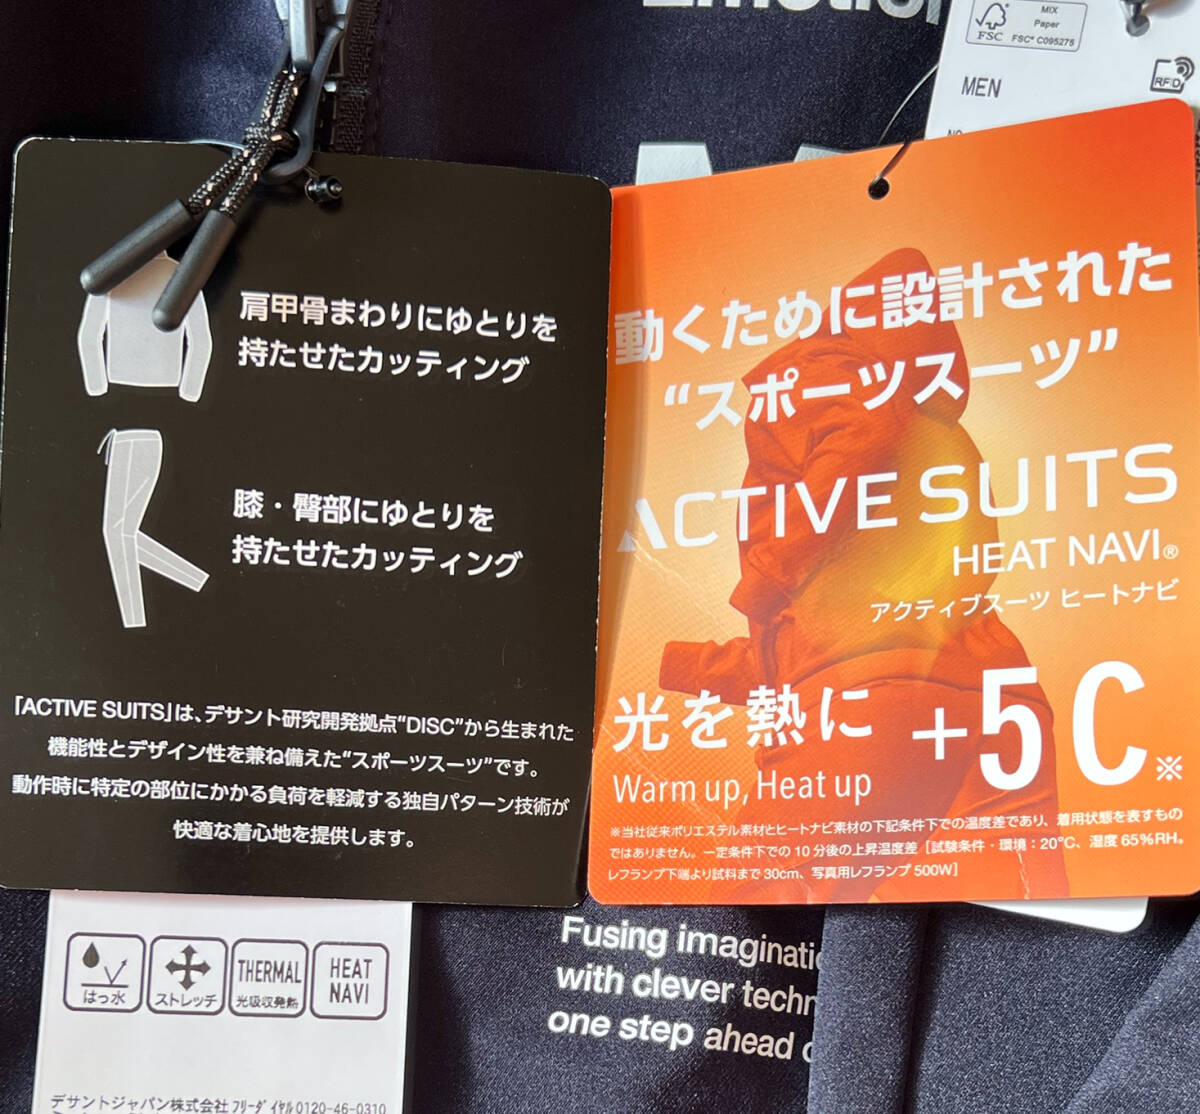 MIX
Paper
FSC
FSC® C095275
MEN
RFID
肩甲骨まわりにゆとりを
持たせたカッティング
膝・臀部にゆとりを
持たせたカッティング
「ACTIVE SUITS」は、デサント研究開発拠点“DISC”から生まれた
機能性とデザイン性を兼ね備えた“スポーツスーツ”です。
動作時に特定の部位にかかる負荷を軽減する独自パターン技術が
快適な着心地を提供します。
動くために設計された
“スポーツスーツ”
ACTIVE SUITS
HEAT NAVI®
アクティブスーツ ヒートナビ
光を熱に +5℃※
Warm up, Heat up
※当社従来ポリエステル素材とヒートナビ素材の下記条件下での温度差であり、着用状態を表すもの
ではありません。一定条件下での10分後の上昇温度差［試験条件・環境：20℃、湿度65%RH。
レフランプ下端より試料まで30cm、写真用レフランプ500W］
はっ水
ストレッチ
THERMAL
光吸収発熱
HEAT
NAVI
デサントジャパン株式会社 フリーダイヤル0120-46-0310
Fusing
with clever
one step ahead